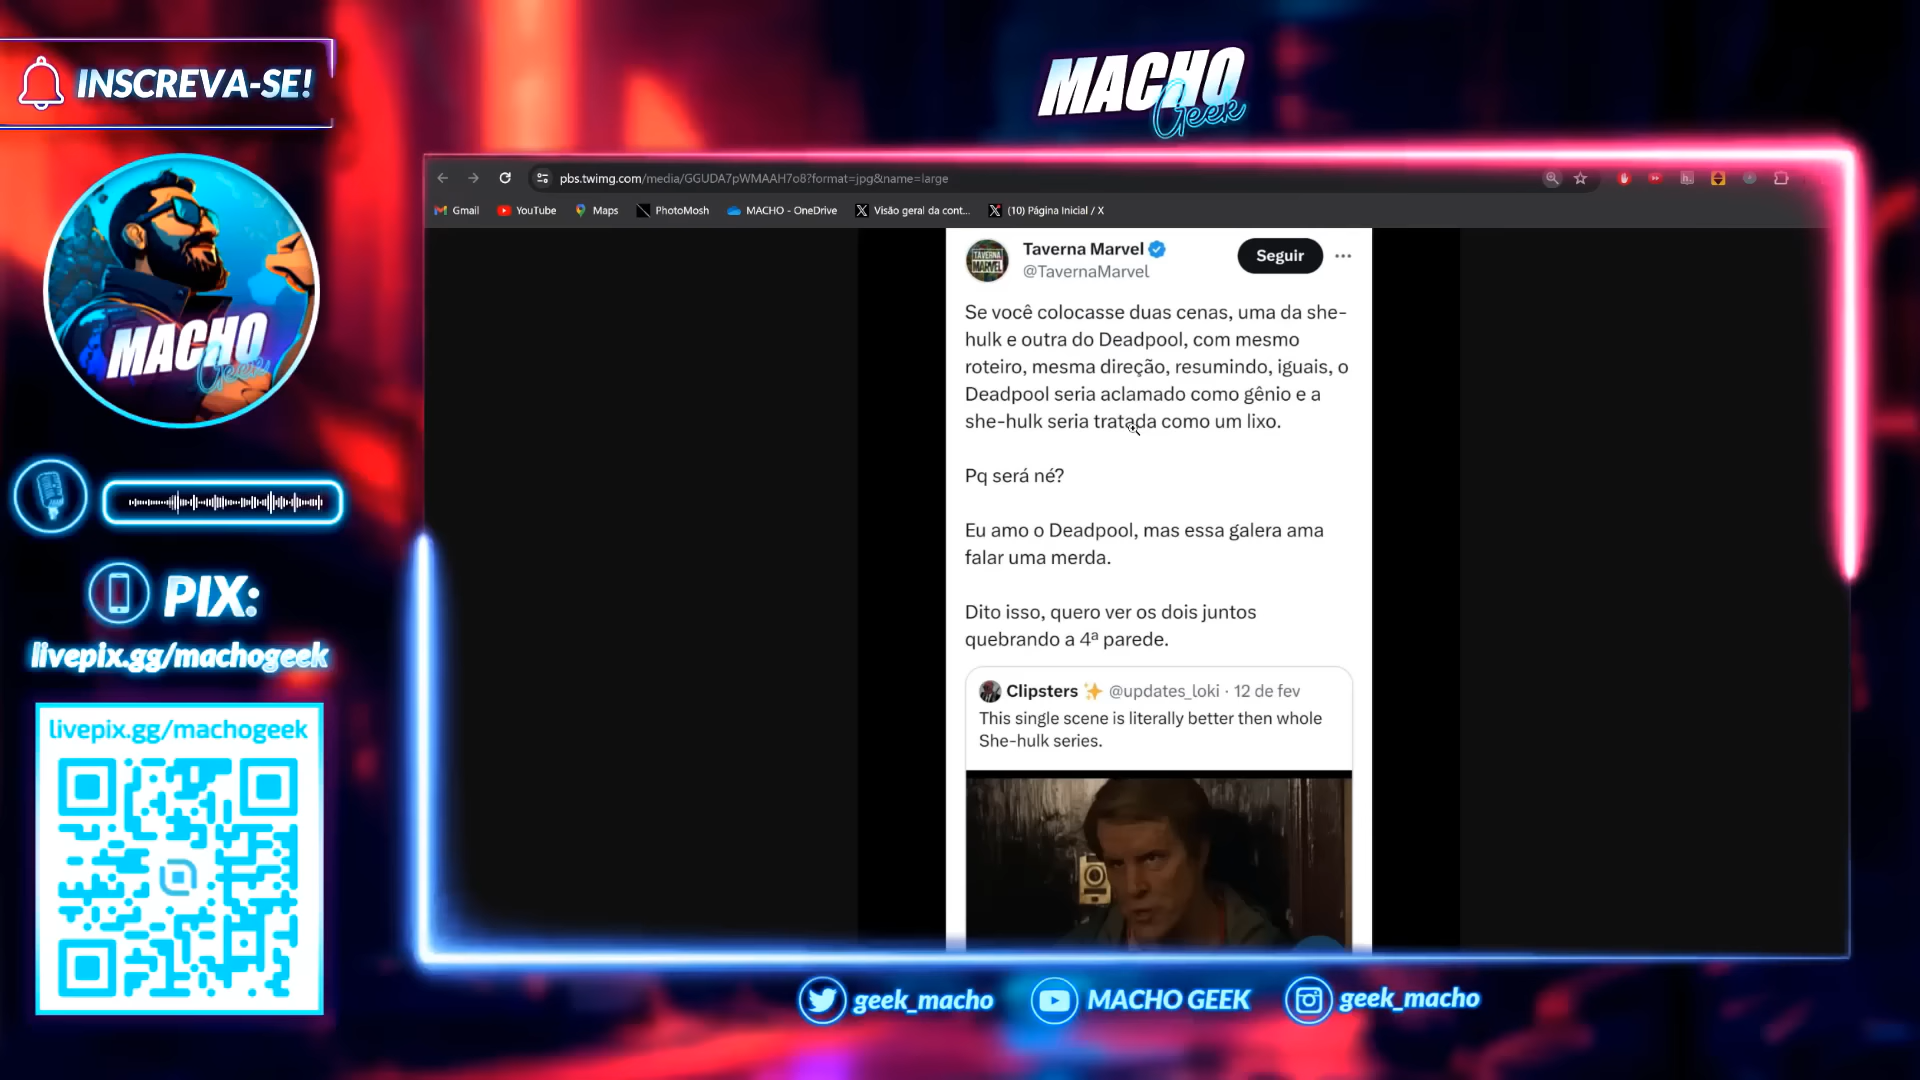 INSCREVA-SE!
MACHO
Geek
pbs.twimg.com/media/GGUDA7pWMAAH7o8?format=jpg&name=large
Gmail
YouTube
Maps
PhotoMosh
MACHO - OneDrive
Visão geral da cont...
(10) Página Inicial / X
MACHO
Geek
PIX:
livepix.gg/machogeek
livepix.gg/machogeek
TAVERNA
MARVEL
Taverna Marvel
@TavernaMarvel
Seguir
Se você colocasse duas cenas, uma da she-
hulk e outra do Deadpool, com mesmo
roteiro, mesma direção, resumindo, iguais, o
Deadpool seria aclamado como gênio e a
she-hulk seria tratada como um lixo.
Pq será né?
Eu amo o Deadpool, mas essa galera ama
falar uma merda.
Dito isso, quero ver os dois juntos
quebrando a 4ª parede.
Clipsters ✨ @updates_loki · 12 de fev
This single scene is literally better then whole
She-hulk series.
geek_macho
MACHO GEEK
geek_macho